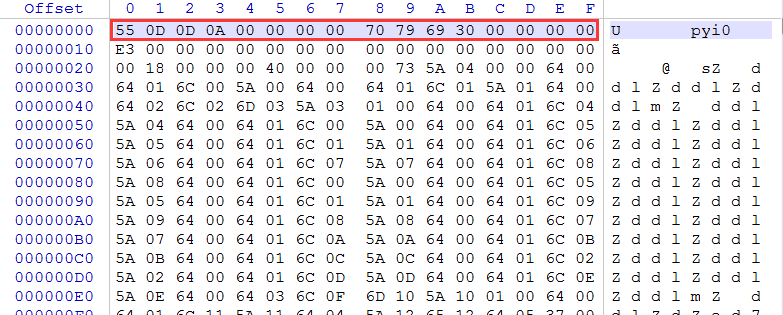 Offset 0 1 2 3 4 5 6 7 8 9 A B C D E F
00000000 55 0D 0D 0A 00 00 00 00 70 79 69 30 00 00 00 00 U pyi0
00000010 E3 00 00 00 00 00 00 00 00 00 00 00 00 00 00 00 ã
00000020 00 18 00 00 00 40 00 00 00 73 5A 04 00 00 64 00 @ sZ d
00000030 64 01 6C 00 5A 00 64 00 64 01 6C 01 5A 01 64 00 d lZddlZd
00000040 64 02 6C 02 6D 03 5A 03 01 00 64 00 64 01 6C 04 d lmZ ddl
00000050 5A 04 64 00 64 01 6C 00 5A 00 64 00 64 01 6C 05 ZddlZddl
00000060 5A 05 64 00 64 01 6C 01 5A 01 64 00 64 01 6C 06 ZddlZddl
00000070 5A 06 64 00 64 01 6C 07 5A 07 64 00 64 01 6C 08 ZddlZddl
00000080 5A 08 64 00 64 01 6C 00 5A 00 64 00 64 01 6C 05 ZddlZddl
00000090 5A 05 64 00 64 01 6C 01 5A 01 64 00 64 01 6C 09 ZddlZddl
000000A0 5A 09 64 00 64 01 6C 08 5A 08 64 00 64 01 6C 07 ZddlZddl
000000B0 5A 07 64 00 64 01 6C 0A 5A 0A 64 00 64 01 6C 0B ZddlZddl
000000C0 5A 0B 64 00 64 01 6C 0C 5A 0C 64 00 64 01 6C 02 ZddlZddl
000000D0 5A 02 64 00 64 01 6C 0D 5A 0D 64 00 64 01 6C 0E ZddlZddl
000000E0 5A 0E 64 00 64 03 6C 0F 6D 10 5A 10 01 00 64 00 ZddlmZ d